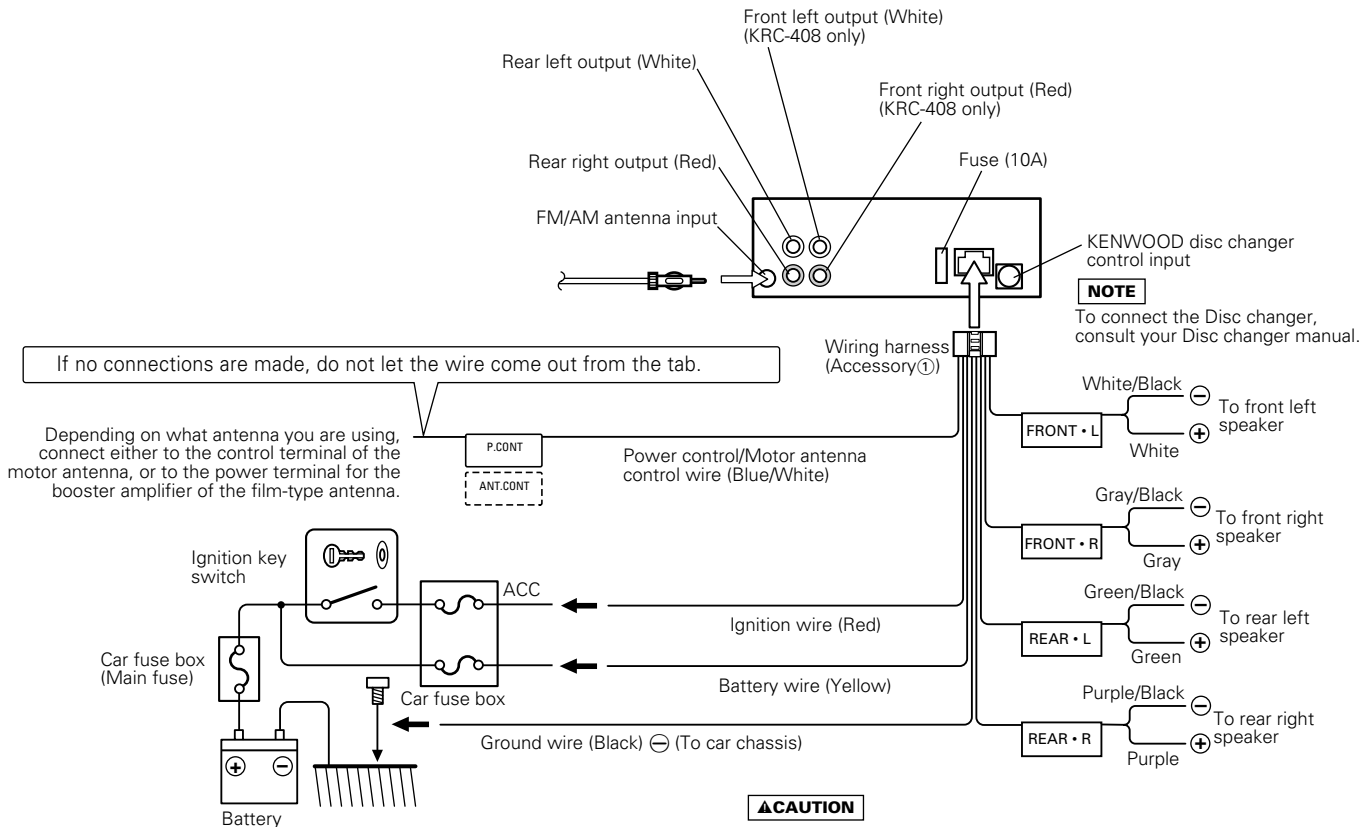 Front left output (White)
(KRC-408 only)
Rear left output (White)
Front right output (Red)
(KRC-408 only)
Rear right output (Red)
Fuse (10A)
FM/AM antenna input
KENWOOD disc changer
control input
NOTE
To connect the Disc changer,
consult your Disc changer manual.
Wiring harness
(Accessory①)
If no connections are made, do not let the wire come out from the tab.
Depending on what antenna you are using,
connect either to the control terminal of the
motor antenna, or to the power terminal for the
booster amplifier of the film-type antenna.
P.CONT
ANT.CONT
Power control/Motor antenna
control wire (Blue/White)
White/Black
⊖
FRONT • L
To front left
speaker
⊕
White
Gray/Black
⊖
FRONT • R
To front right
speaker
⊕
Gray
Green/Black
⊖
REAR • L
To rear left
speaker
⊕
Green
Purple/Black
⊖
REAR • R
To rear right
speaker
⊕
Purple
Ignition key
switch
ACC
Ignition wire (Red)
Car fuse box
(Main fuse)
Car fuse box
Battery wire (Yellow)
Ground wire (Black) ⊖ (To car chassis)
⊕ ⊖
Battery
⚠CAUTION